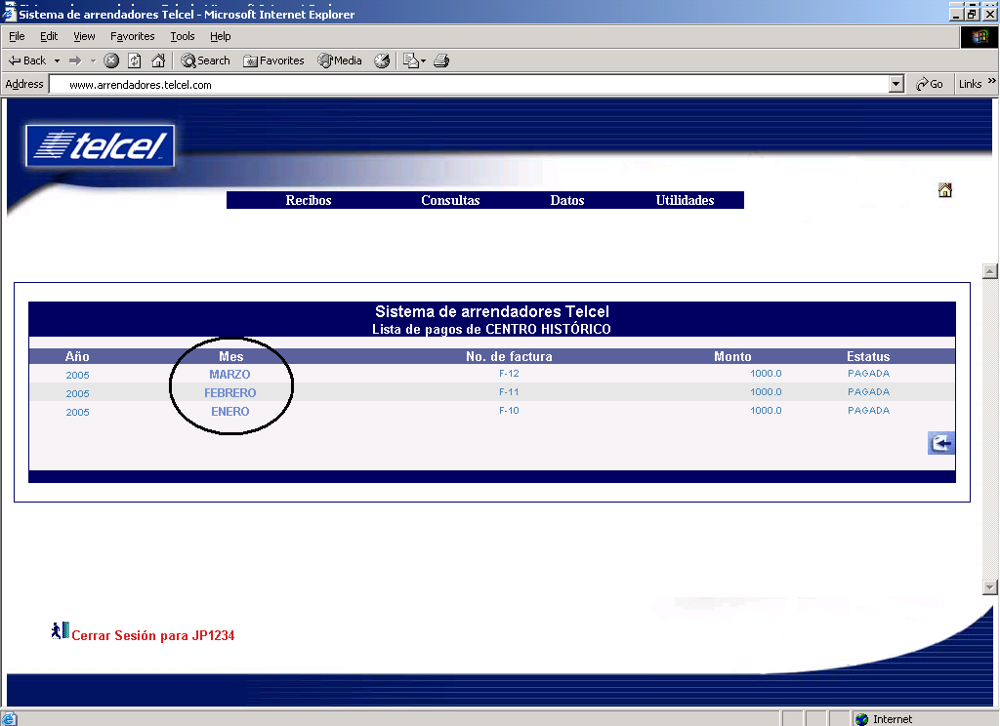 Sistema de arrendadores Telcel - Microsoft Internet Explorer
File Edit View Favorites Tools Help
Back Search Favorites Media
Address www.arrendadores.telcel.com Go Links »
telcel
Recibos Consultas Datos Utilidades
Sistema de arrendadores Telcel
Lista de pagos de CENTRO HISTÓRICO
Año Mes No. de factura Monto Estatus
2005 MARZO F-12 1000.0 PAGADA
2005 FEBRERO F-11 1000.0 PAGADA
2005 ENERO F-10 1000.0 PAGADA
Cerrar Sesión para JP1234
Internet